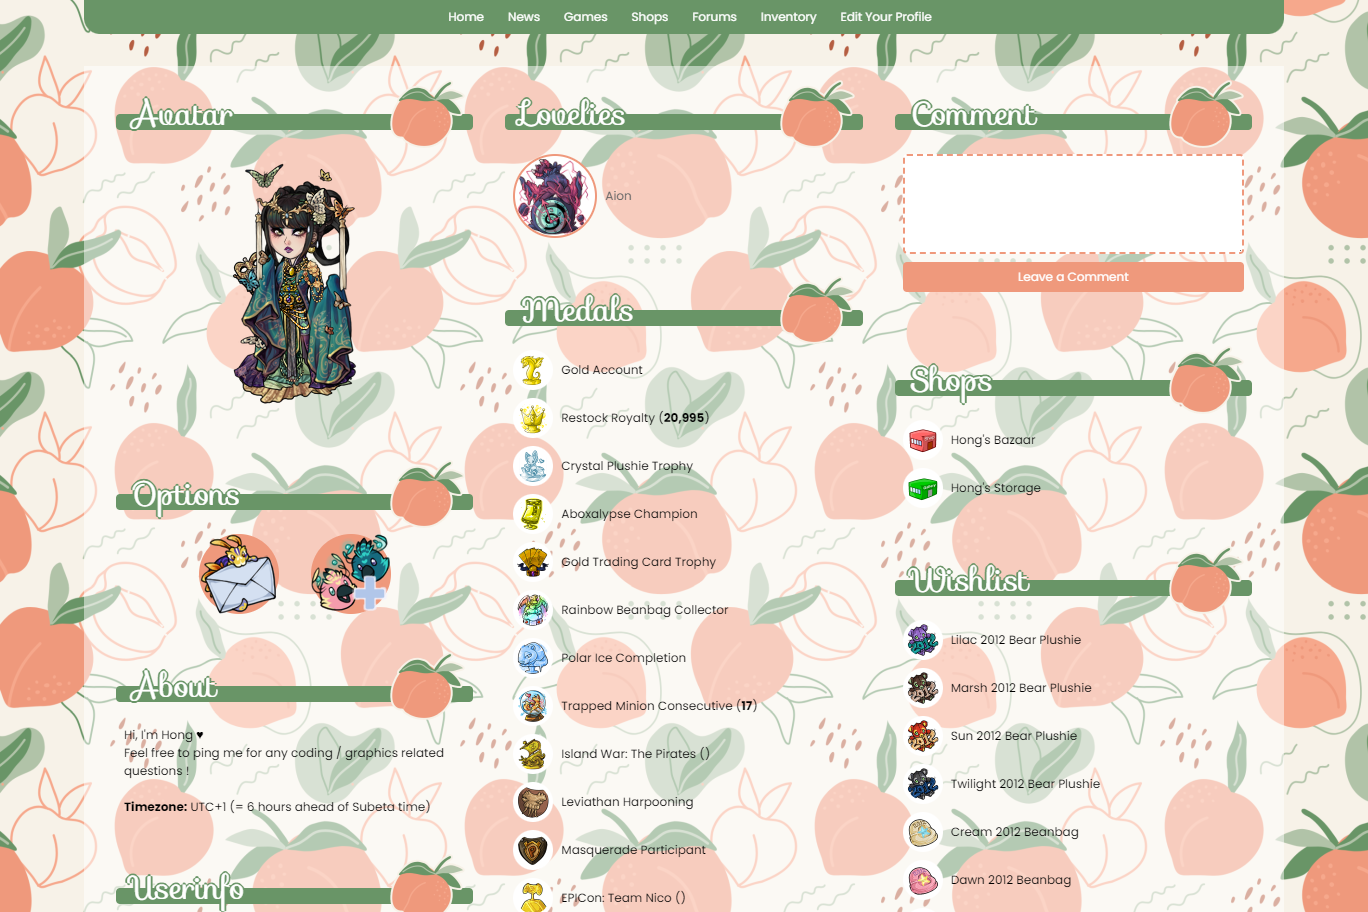 Home News Games Shops Forums Inventory Edit Your Profile
Avatar
Options
About
Hi, I'm Hong ♥
Feel free to ping me for any coding / graphics related
questions !
Timezone: UTC+1 (= 6 hours ahead of Subeta time)
Userinfo
Lovelies
Aion
Medals
Gold Account
Restock Royalty (20,995)
Crystal Plushie Trophy
Aboxalypse Champion
Gold Trading Card Trophy
Rainbow Beanbag Collector
Polar Ice Completion
Trapped Minion Consecutive (17)
Island War: The Pirates ()
Leviathan Harpooning
Masquerade Participant
EPICon: Team Nico ()
Comment
Leave a Comment
Shops
Hong's Bazaar
Hong's Storage
Wishlist
Lilac 2012 Bear Plushie
Marsh 2012 Bear Plushie
Sun 2012 Bear Plushie
Twilight 2012 Bear Plushie
Cream 2012 Beanbag
Dawn 2012 Beanbag